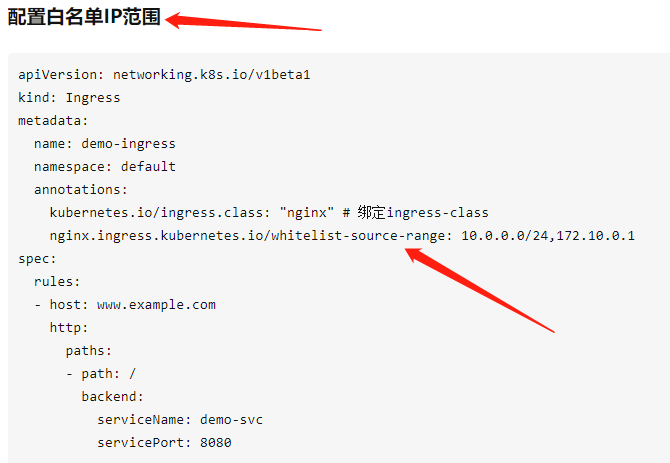 配置白名单IP范围
apiVersion: networking.k8s.io/v1beta1
kind: Ingress
metadata:
  name: demo-ingress
  namespace: default
  annotations:
    kubernetes.io/ingress.class: "nginx" # 绑定ingress-class
    nginx.ingress.kubernetes.io/whitelist-source-range: 10.0.0.0/24,172.10.0.1
spec:
  rules:
  - host: www.example.com
    http:
      paths:
      - path: /
        backend:
          serviceName: demo-svc
          servicePort: 8080